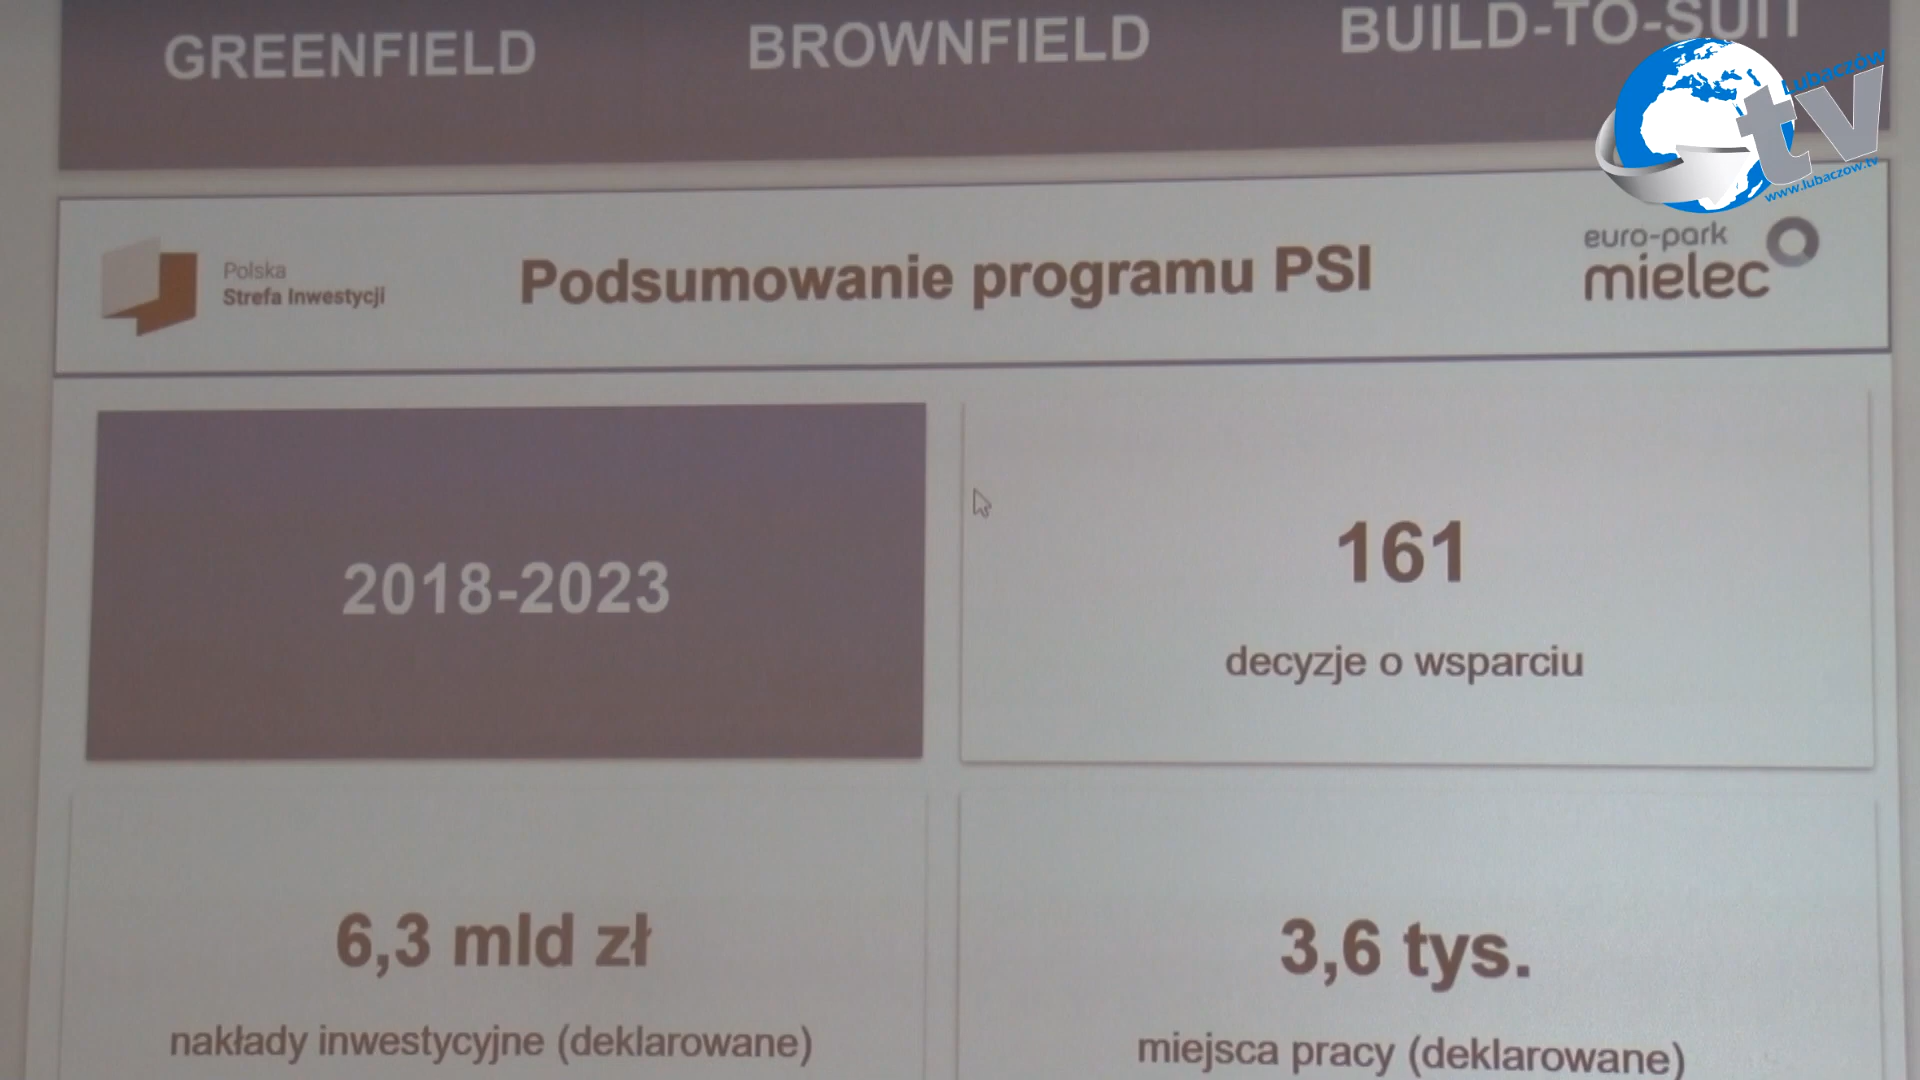 GREENFIELD
BROWNFIELD
BUILD-TO-SUIT
Lubaczów
tv
www.lubaczow.tv
Polska
Strefa Inwestycji
Podsumowanie programu PSI
euro-park
mielec
2018-2023
161
decyzje o wsparciu
6,3 mld zł
nakłady inwestycyjne (deklarowane)
3,6 tys.
miejsca pracy (deklarowane)